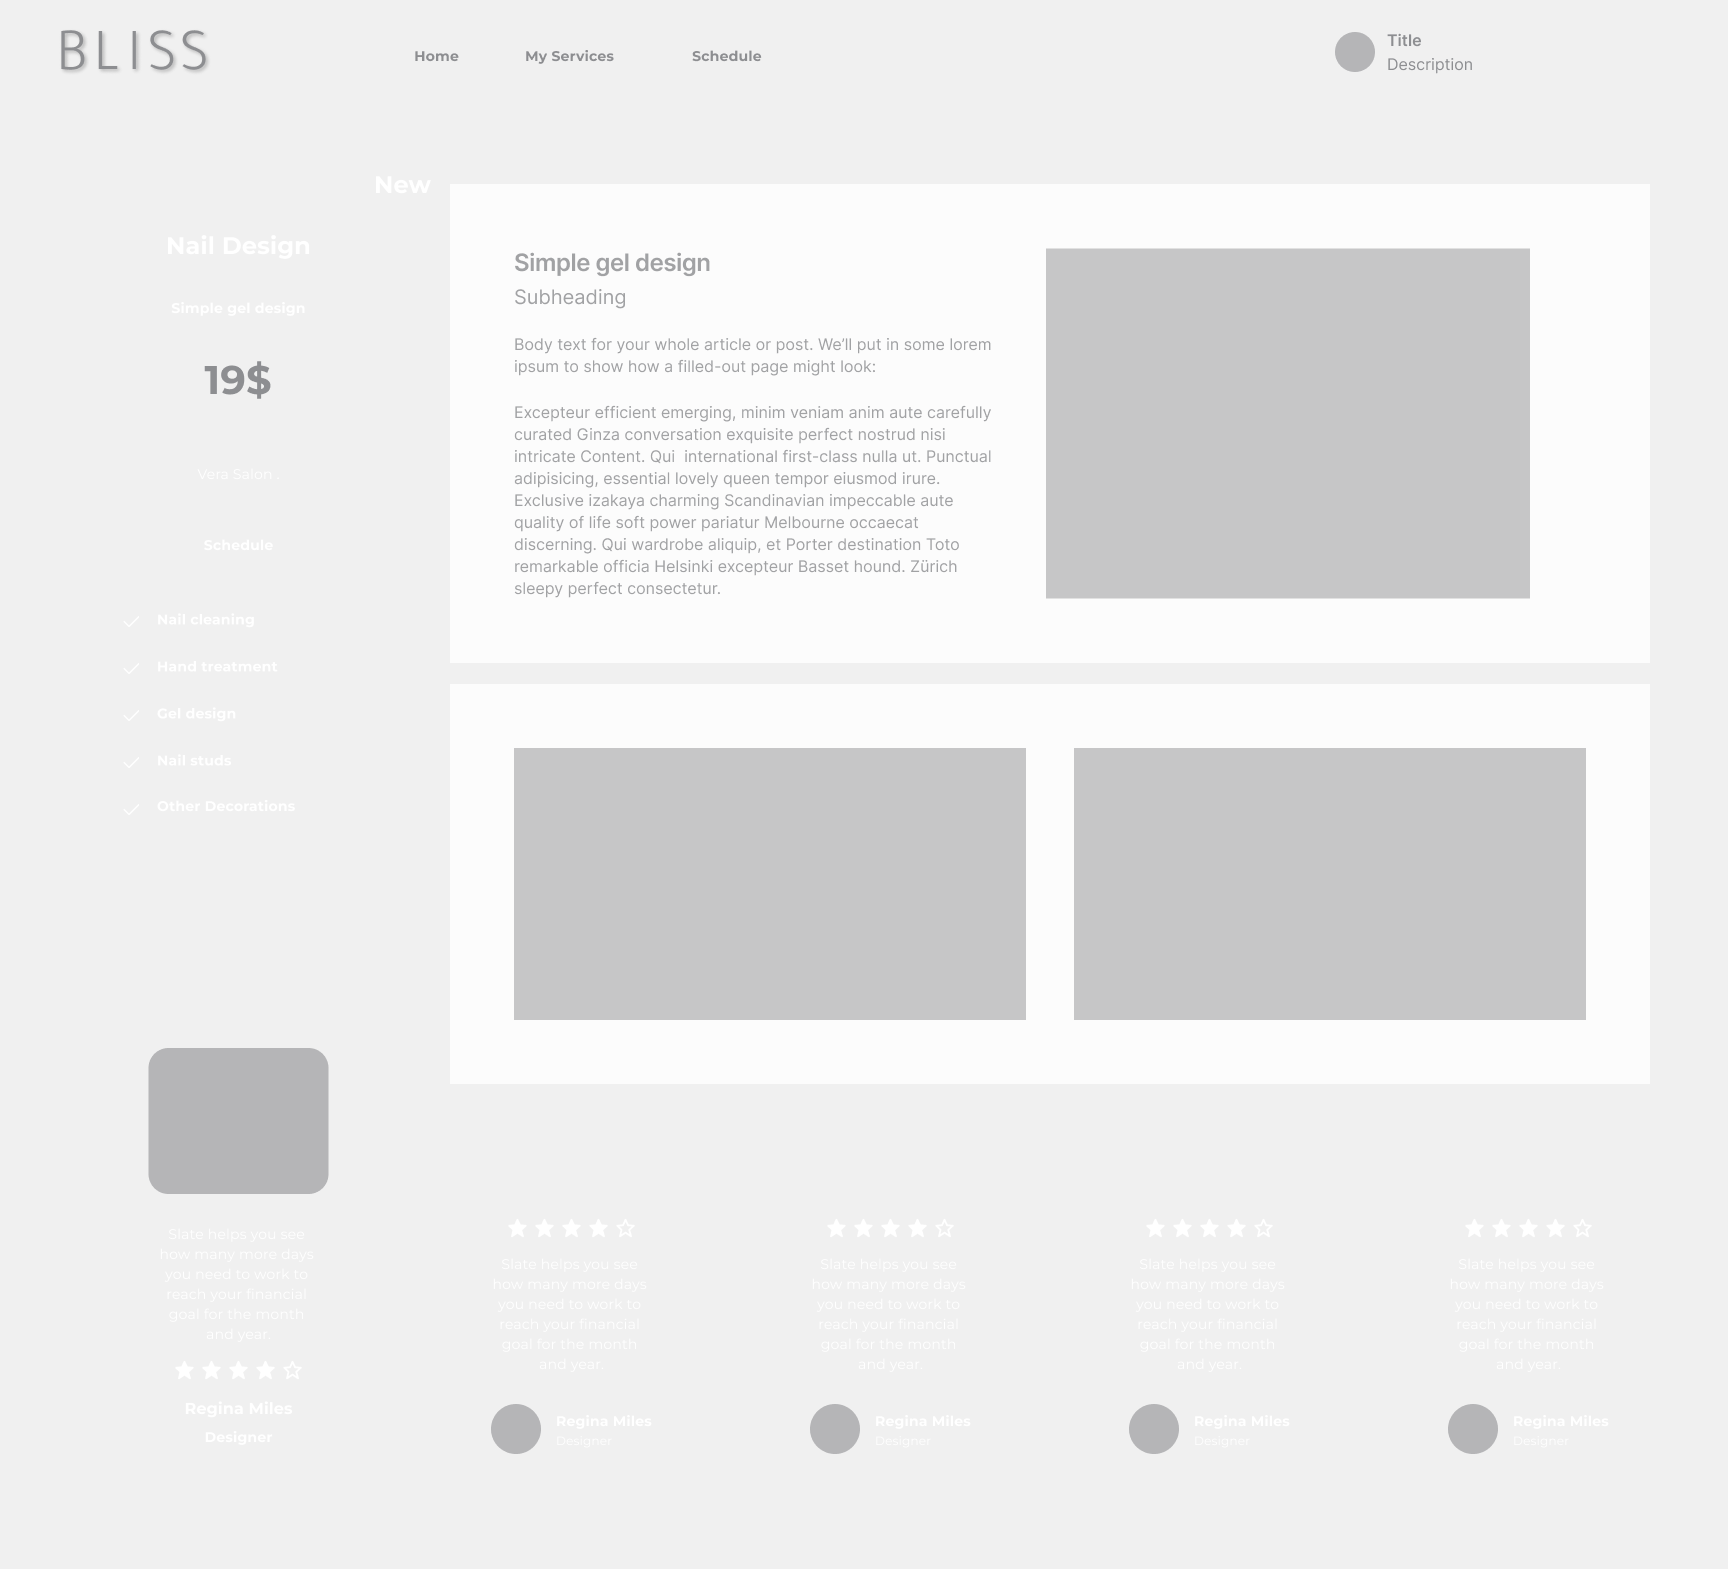 BLISS
Home
My Services
Schedule
Title
Description
New
Nail Design
Simple gel design
19$
Vera Salon .
Schedule
Nail cleaning
Hand treatment
Gel design
Nail studs
Other Decorations
Simple gel design
Subheading
Body text for your whole article or post. We’ll put in some lorem
ipsum to show how a filled-out page might look:
Excepteur efficient emerging, minim veniam anim aute carefully
curated Ginza conversation exquisite perfect nostrud nisi
intricate Content. Qui  international first-class nulla ut. Punctual
adipisicing, essential lovely queen tempor eiusmod irure.
Exclusive izakaya charming Scandinavian impeccable aute
quality of life soft power pariatur Melbourne occaecat
discerning. Qui wardrobe aliquip, et Porter destination Toto
remarkable officia Helsinki excepteur Basset hound. Zürich
sleepy perfect consectetur.
Slate helps you see
how many more days
you need to work to
reach your financial
goal for the month
and year.
Regina Miles
Designer
Slate helps you see
how many more days
you need to work to
reach your financial
goal for the month
and year.
Regina Miles
Designer
Slate helps you see
how many more days
you need to work to
reach your financial
goal for the month
and year.
Regina Miles
Designer
Slate helps you see
how many more days
you need to work to
reach your financial
goal for the month
and year.
Regina Miles
Designer
Slate helps you see
how many more days
you need to work to
reach your financial
goal for the month
and year.
Regina Miles
Designer